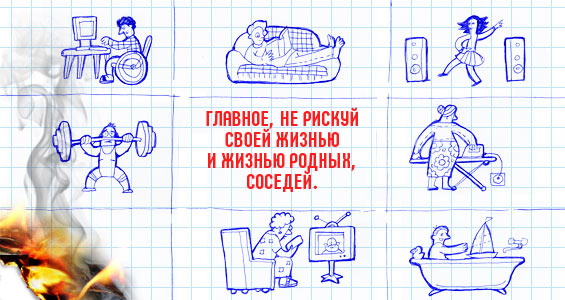 ГЛАВНОЕ, НЕ РИСКУЙ
СВОЕЙ ЖИЗНЬЮ
И ЖИЗНЬЮ РОДНЫХ,
СОСЕДЕЙ.